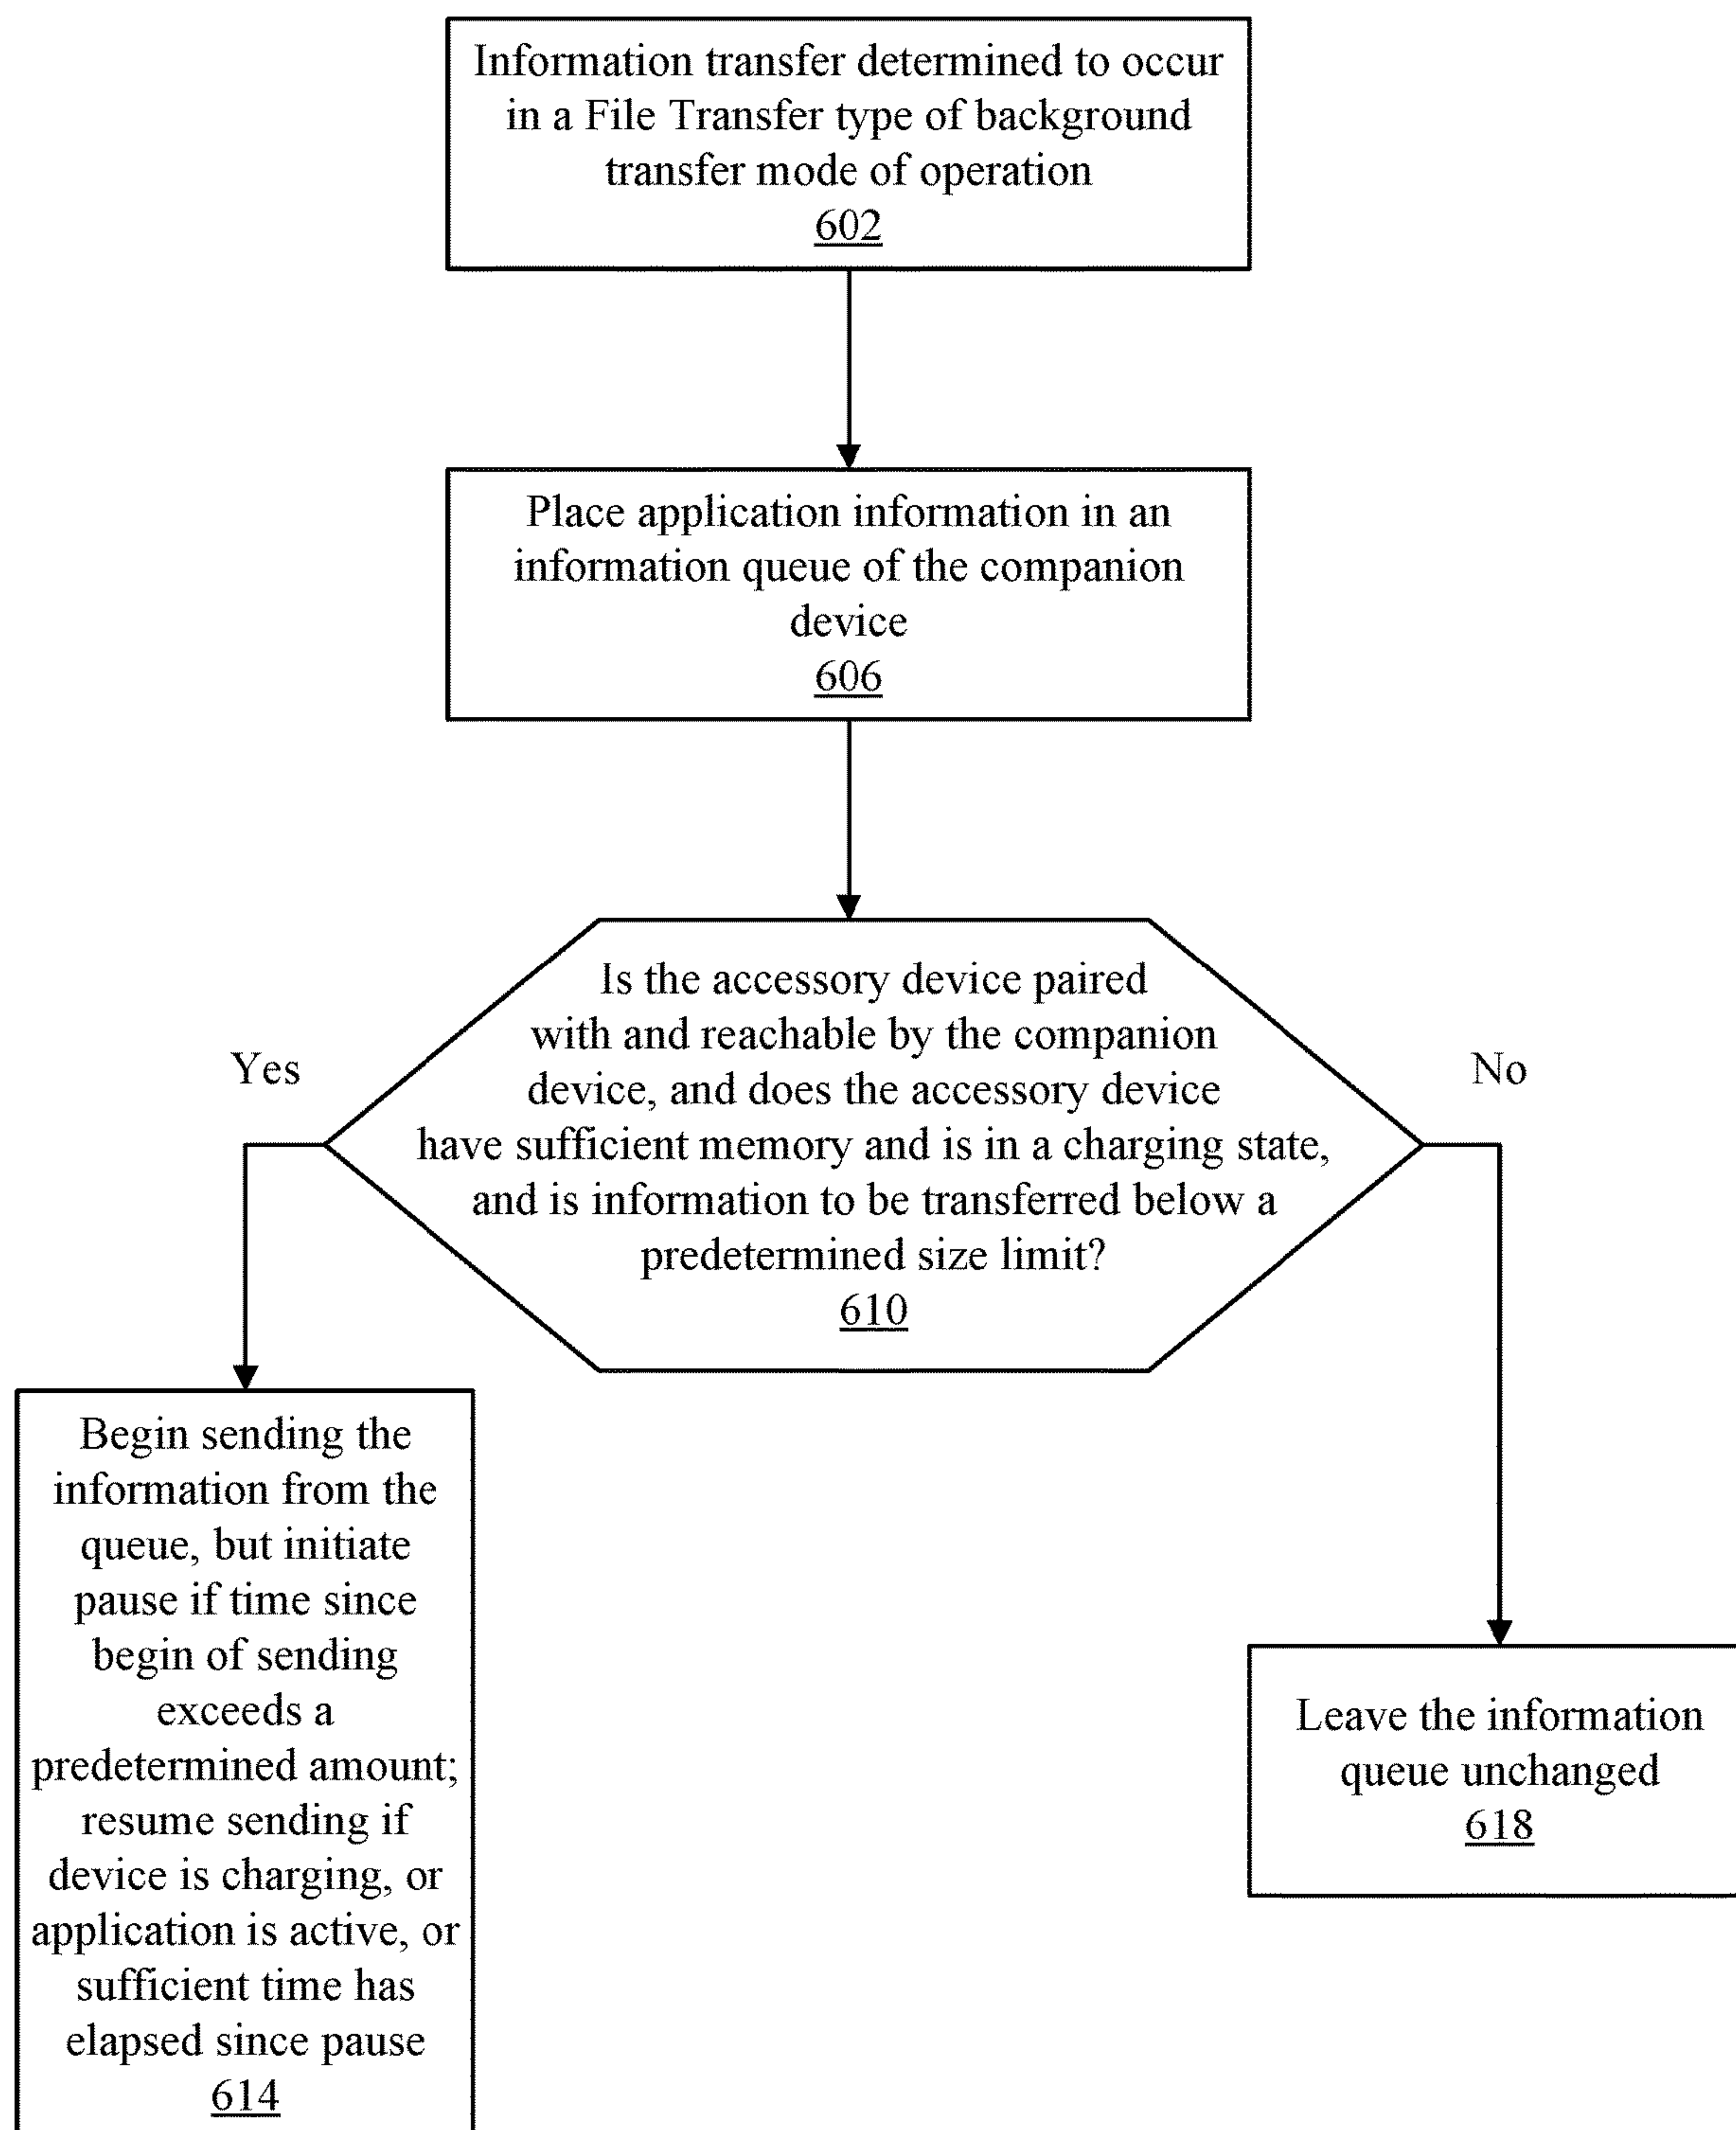 Information transfer determined to occur
in a File Transfer type of background
transfer mode of operation
602
Place application information in an
information queue of the companion
device
606
Is the accessory device paired
with and reachable by the companion
device, and does the accessory device
have sufficient memory and is in a charging state,
and is information to be transferred below a
predetermined size limit?
610
Yes
No
Begin sending the
information from the
queue, but initiate
pause if time since
begin of sending
exceeds a
predetermined amount;
resume sending if
device is charging, or
application is active, or
sufficient time has
elapsed since pause
614
Leave the information
queue unchanged
618